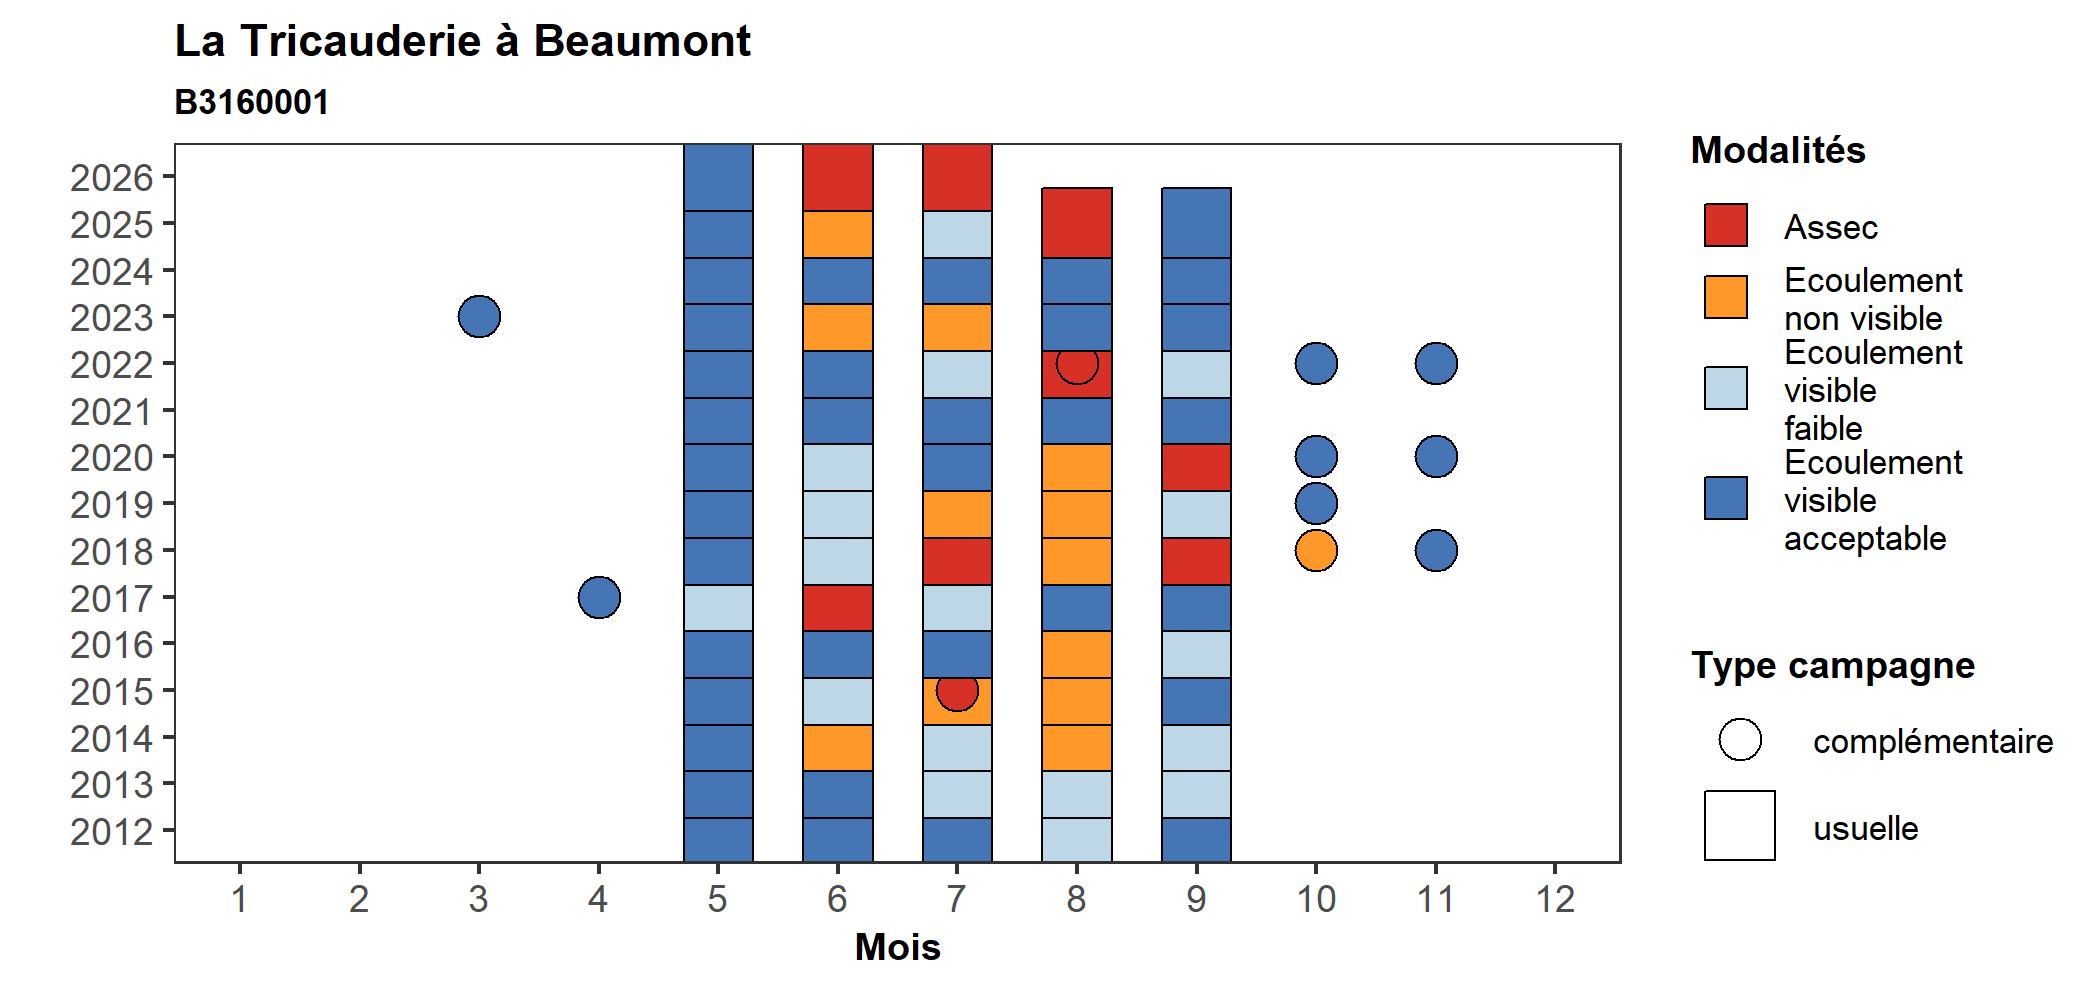 La Tricauderie à Beaumont
B3160001
2026
2025
2024
2023
2022
2021
2020
2019
2018
2017
2016
2015
2014
2013
2012
1 2 3 4 5 6 7 8 9 10 11 12
Mois
Modalités
Assec
Ecoulement
non visible
Ecoulement
visible
faible
Ecoulement
visible
acceptable
Type campagne
complémentaire
usuelle